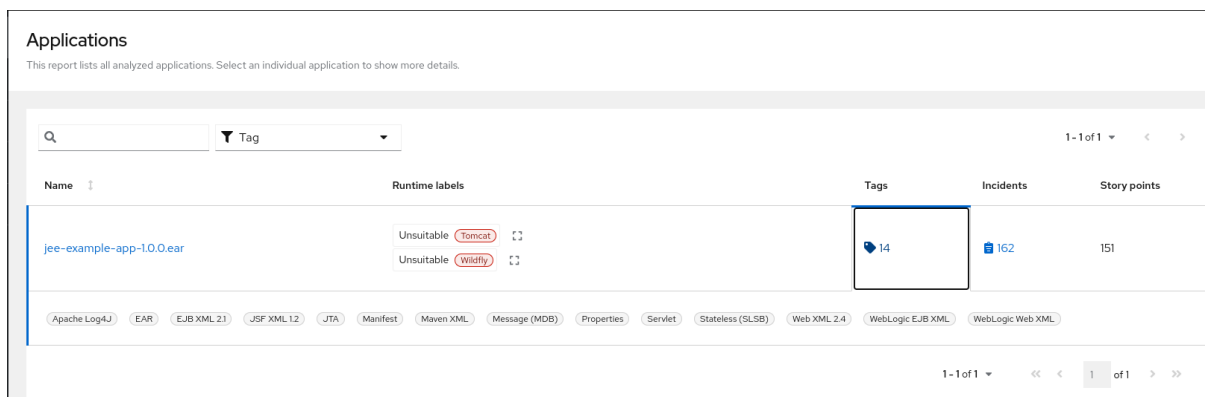 Applications
This report lists all analyzed applications. Select an individual application to show more details.
Tag 1 - 1 of 1
Name Runtime labels Tags Incidents Story points
Unsuitable Tomcat
jee-example-app-1.0.0.ear 14 162 151
Unsuitable Wildfly
Apache Log4J EAR EJB XML 2.1 JSF XML 1.2 JTA Manifest Maven XML Message (MDB) Properties Servlet Stateless (SLSB) Web XML 2.4 WebLogic EJB XML WebLogic Web XML
1 - 1 of 1 1 of 1